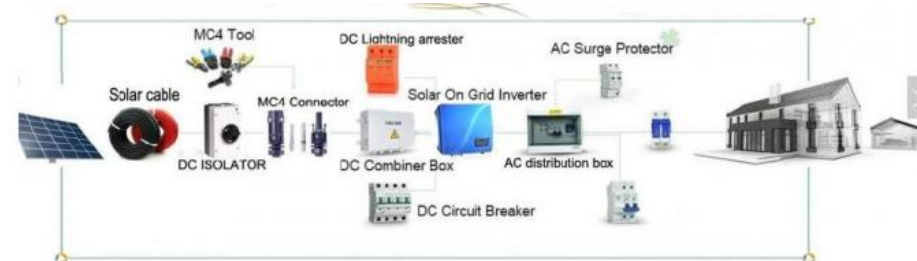 MC4 Tool
DC Lightning arrester
AC Surge Protector
Solar cable
MC4 Connector
Solar On Grid Inverter
DC ISOLATOR
DC Combiner Box
AC distribution box
DC Circuit Breaker